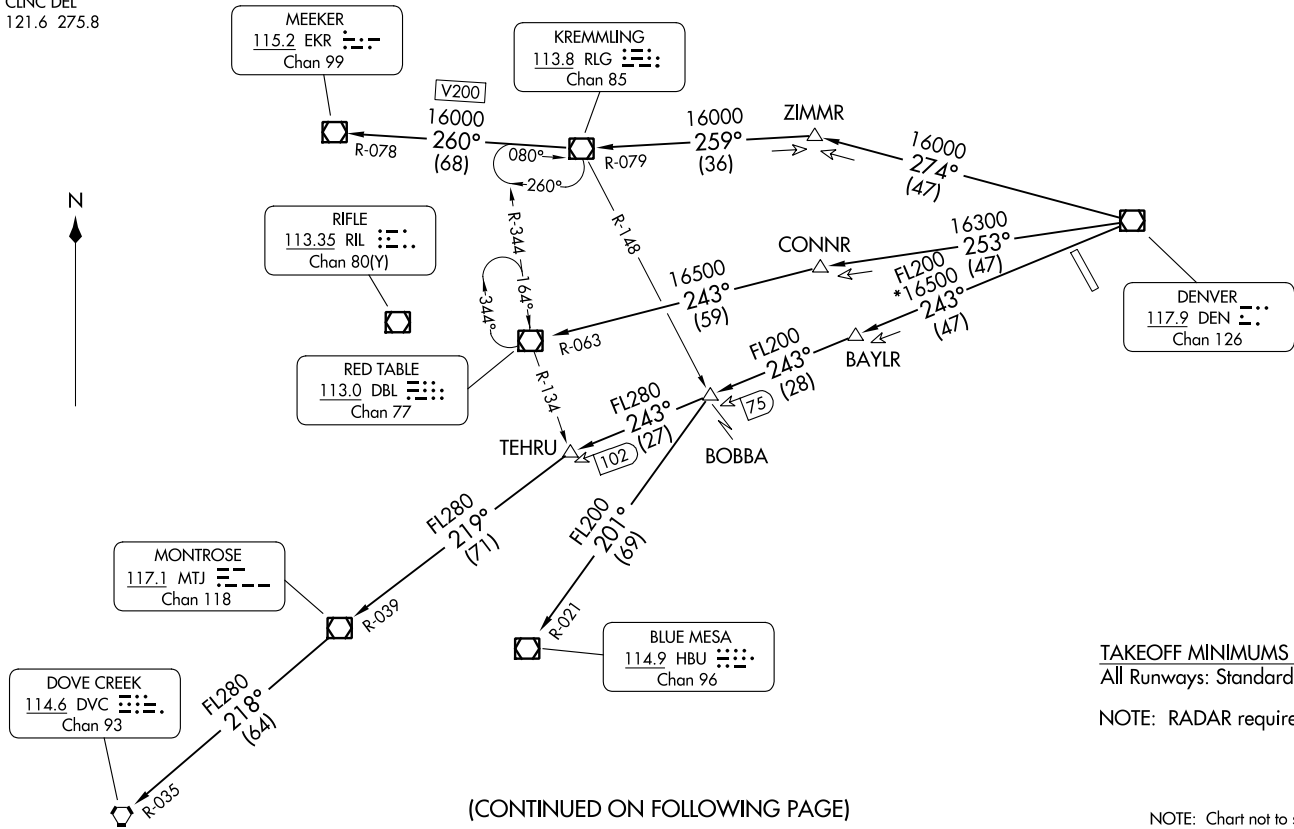 CLNC DEL
121.6 275.8
MEEKER
115.2 EKR
Chan 99
KREMMLING
113.8 RLG
Chan 85
V200
16000
260°
(68)
R-078
080°
260°
16000
259°
(36)
R-079
ZIMMR
16000
274°
(47)
N
RIFLE
113.35 RIL
Chan 80(Y)
R-344
R-148
CONNR
16300
253°
(47)
FL200
*16500
243°
(47)
DENVER
117.9 DEN
Chan 126
16500
243°
(59)
R-063
164°
344°
RED TABLE
113.0 DBL
Chan 77
R-134
BAYLR
FL200
243°
(28)
75
BOBBA
FL280
243°
(27)
102
TEHRU
FL280
219°
(71)
FL200
201°
(69)
MONTROSE
117.1 MTJ
Chan 118
R-039
R-021
BLUE MESA
114.9 HBU
Chan 96
TAKEOFF MINIMUMS
All Runways: Standard
NOTE: RADAR require
DOVE CREEK
114.6 DVC
Chan 93
FL280
218°
(64)
R-035
(CONTINUED ON FOLLOWING PAGE)
NOTE: Chart not to s